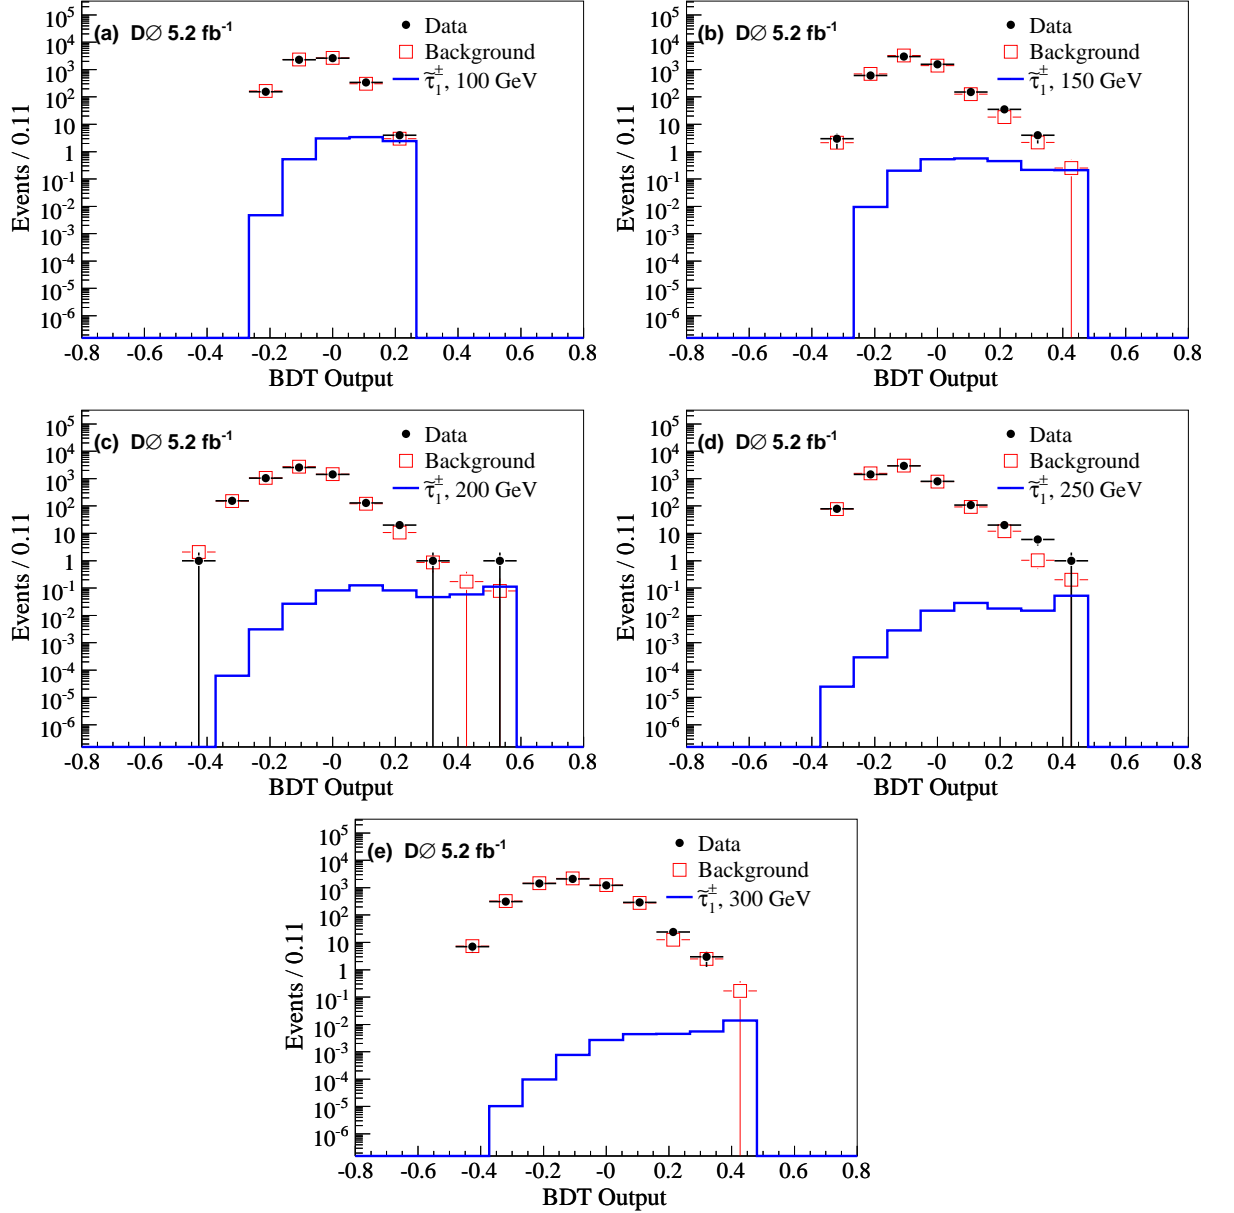 (a) DØ 5.2 fb⁻¹
Data
Background
τ̃₁±, 100 GeV
Events / 0.11
10⁵
10⁴
10³
10²
10
1
10⁻¹
10⁻²
10⁻³
10⁻⁴
10⁻⁵
10⁻⁶
-0.8 -0.6 -0.4 -0.2 -0 0.2 0.4 0.6 0.8
BDT Output
(b) DØ 5.2 fb⁻¹
Data
Background
τ̃₁±, 150 GeV
Events / 0.11
10⁵
10⁴
10³
10²
10
1
10⁻¹
10⁻²
10⁻³
10⁻⁴
10⁻⁵
10⁻⁶
-0.8 -0.6 -0.4 -0.2 -0 0.2 0.4 0.6 0.8
BDT Output
(c) DØ 5.2 fb⁻¹
Data
Background
τ̃₁±, 200 GeV
Events / 0.11
10⁵
10⁴
10³
10²
10
1
10⁻¹
10⁻²
10⁻³
10⁻⁴
10⁻⁵
10⁻⁶
-0.8 -0.6 -0.4 -0.2 -0 0.2 0.4 0.6 0.8
BDT Output
(d) DØ 5.2 fb⁻¹
Data
Background
τ̃₁±, 250 GeV
Events / 0.11
10⁵
10⁴
10³
10²
10
1
10⁻¹
10⁻²
10⁻³
10⁻⁴
10⁻⁵
10⁻⁶
-0.8 -0.6 -0.4 -0.2 -0 0.2 0.4 0.6 0.8
BDT Output
(e) DØ 5.2 fb⁻¹
Data
Background
τ̃₁±, 300 GeV
Events / 0.11
10⁵
10⁴
10³
10²
10
1
10⁻¹
10⁻²
10⁻³
10⁻⁴
10⁻⁵
10⁻⁶
-0.8 -0.6 -0.4 -0.2 -0 0.2 0.4 0.6 0.8
BDT Output